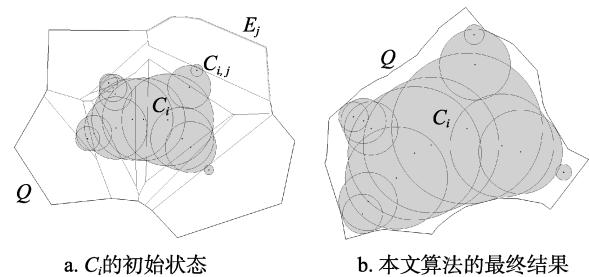 E_j
C_{i,j}
C_i
Q
Q
C_i
a. C_i的初始状态
b. 本文算法的最终结果